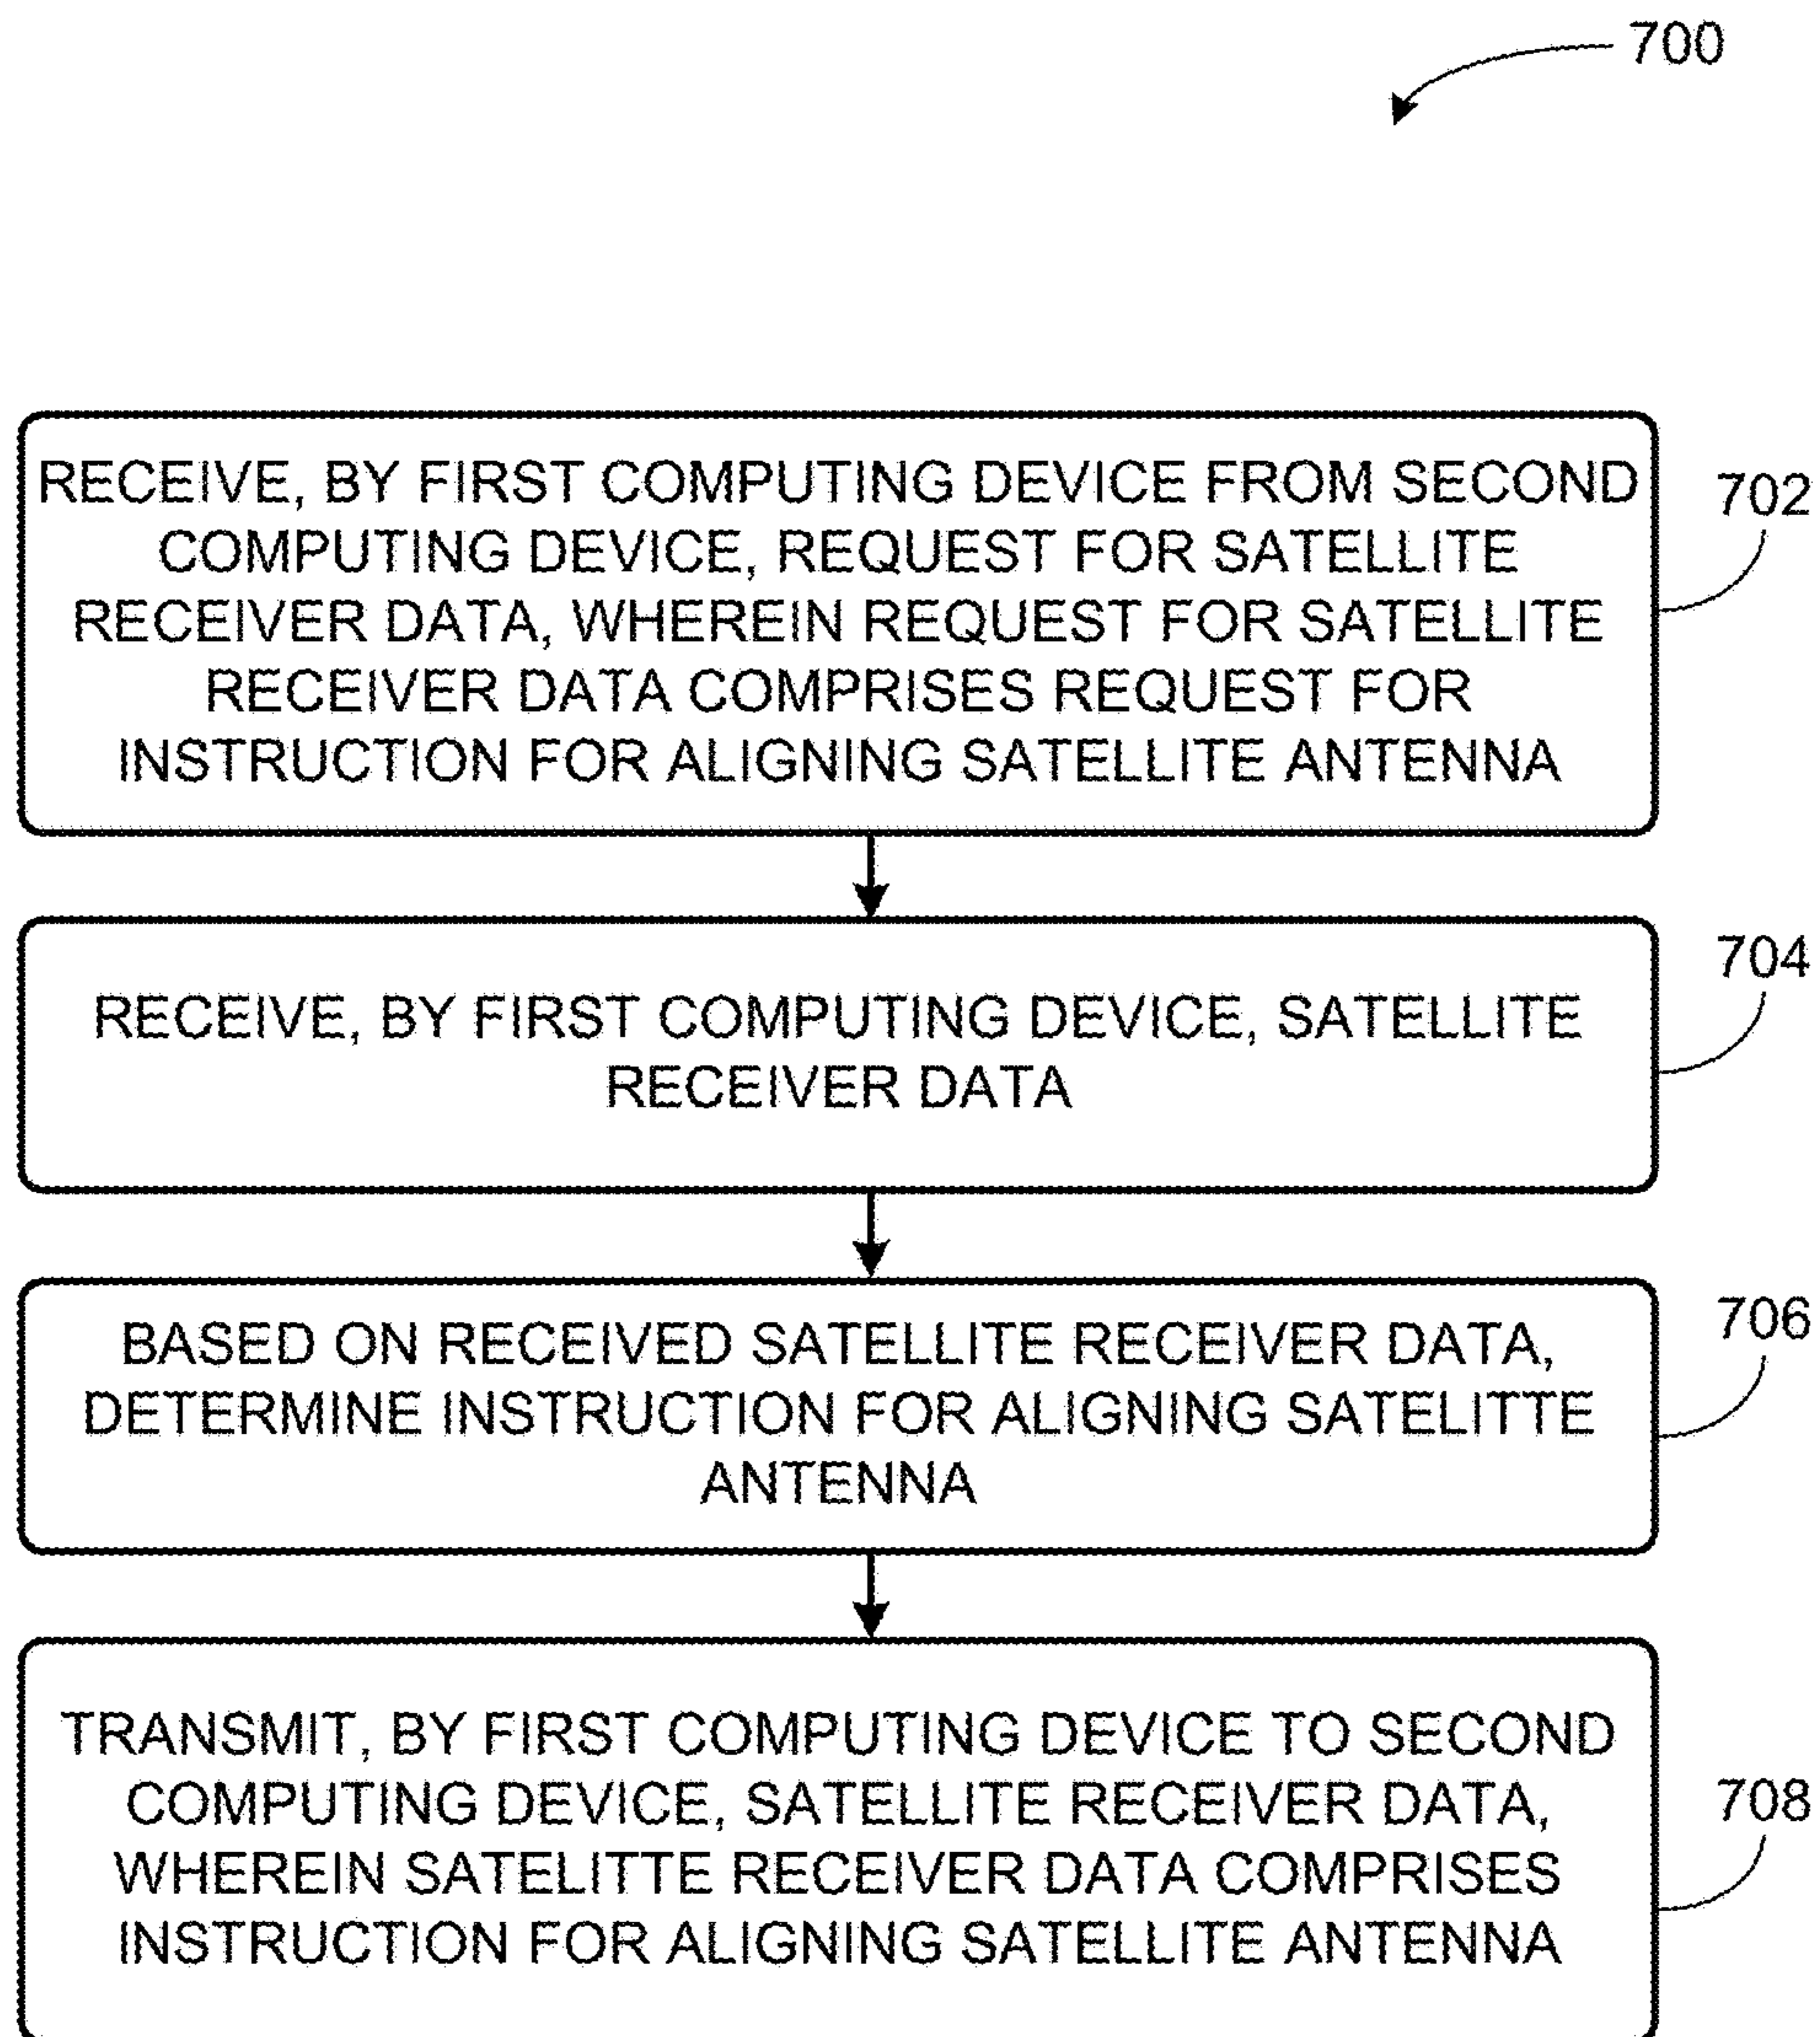 700
RECEIVE, BY FIRST COMPUTING DEVICE FROM SECOND
COMPUTING DEVICE, REQUEST FOR SATELLITE
RECEIVER DATA, WHEREIN REQUEST FOR SATELLITE
RECEIVER DATA COMPRISES REQUEST FOR
INSTRUCTION FOR ALIGNING SATELLITE ANTENNA
702
RECEIVE, BY FIRST COMPUTING DEVICE, SATELLITE
RECEIVER DATA
704
BASED ON RECEIVED SATELLITE RECEIVER DATA,
DETERMINE INSTRUCTION FOR ALIGNING SATELITTE
ANTENNA
706
TRANSMIT, BY FIRST COMPUTING DEVICE TO SECOND
COMPUTING DEVICE, SATELLITE RECEIVER DATA,
WHEREIN SATELITTE RECEIVER DATA COMPRISES
INSTRUCTION FOR ALIGNING SATELLITE ANTENNA
708